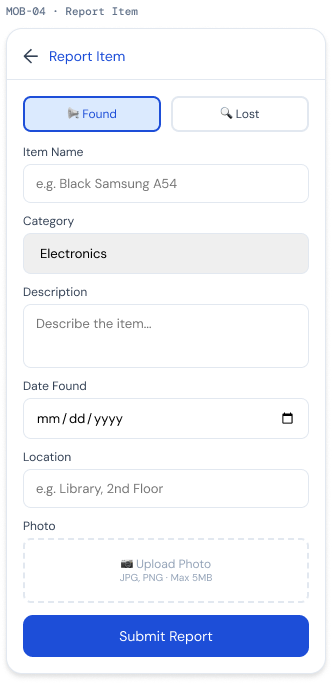 MOB-04 · Report Item
Report Item
Found
Lost
Item Name
e.g. Black Samsung A54
Category
Electronics
Description
Describe the item...
Date Found
mm/dd/yyyy
Location
e.g. Library, 2nd Floor
Photo
Upload Photo
JPG, PNG · Max 5MB
Submit Report